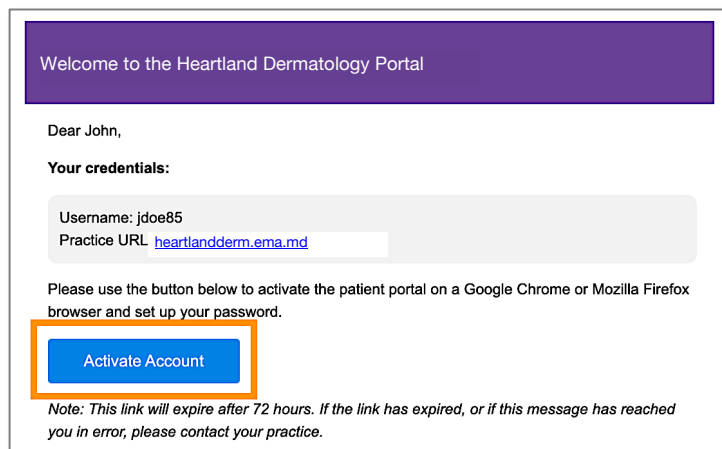 Welcome to the Heartland Dermatology Portal
Dear John,
Your credentials:
Username: jdoe85
Practice URL heartlandderm.ema.md
Please use the button below to activate the patient portal on a Google Chrome or Mozilla Firefox
browser and set up your password.
Activate Account
Note: This link will expire after 72 hours. If the link has expired, or if this message has reached
you in error, please contact your practice.